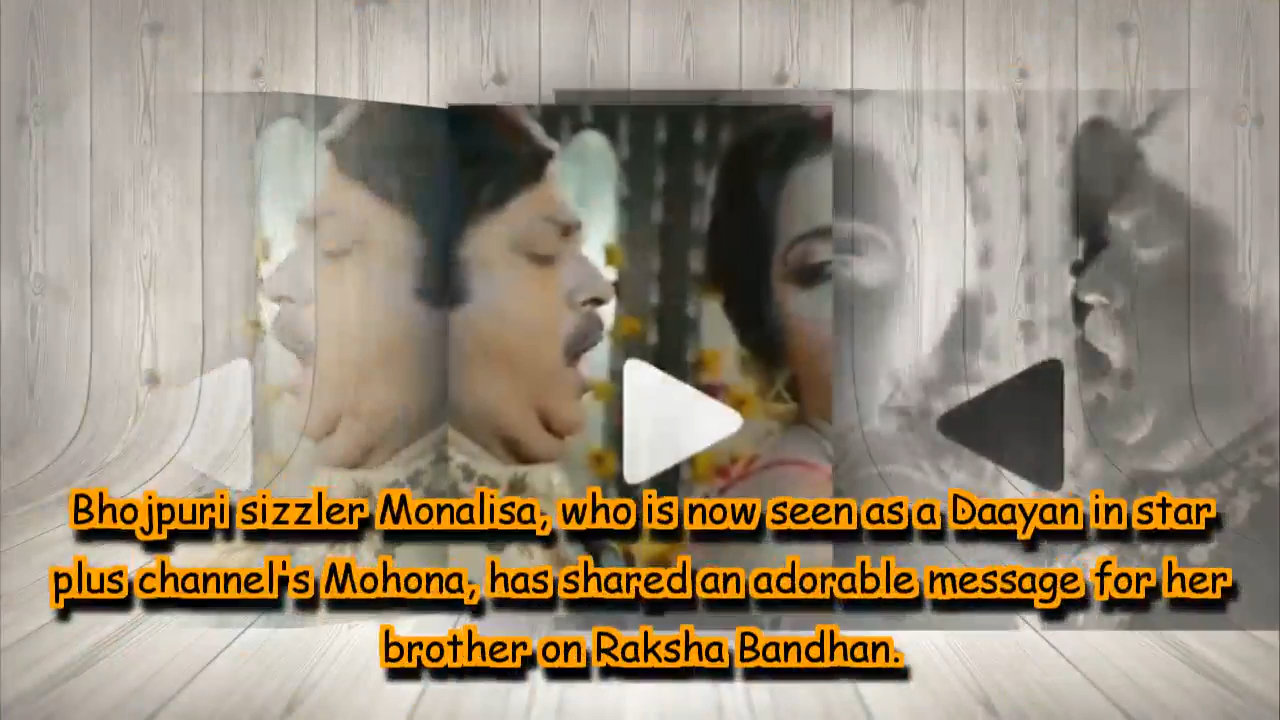 Bhojpuri sizzler Monalisa, who is now seen as a Daayan in star
plus channel's Mohona, has shared an adorable message for her
brother on Raksha Bandhan.